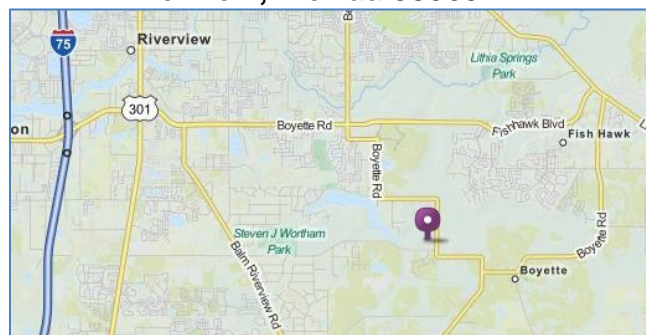 75
Riverview
Be
Lithia Springs
Park
301
on
Boyette Rd
Fishhawk Blvd
Fish Hawk
Boyette Rd
Steven J Wortham
Park
Balm Riverview Rd
Boyette Rd
Boyette